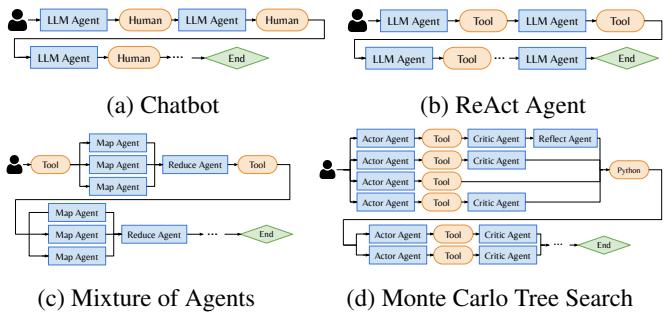 LLM Agent Human LLM Agent Human
LLM Agent Human ... End
(a) Chatbot
LLM Agent Tool LLM Agent Tool
LLM Agent Tool ... LLM Agent End
(b) ReAct Agent
Map Agent
Tool Map Agent Reduce Agent Tool
Map Agent
Map Agent
Map Agent Reduce Agent ... End
Map Agent
(c) Mixture of Agents
Actor Agent Tool Critic Agent Reflect Agent
Actor Agent Tool Critic Agent
Python
Actor Agent Tool
Actor Agent Tool Critic Agent
Actor Agent Tool Critic Agent
... End
Actor Agent Tool Critic Agent
(d) Monte Carlo Tree Search